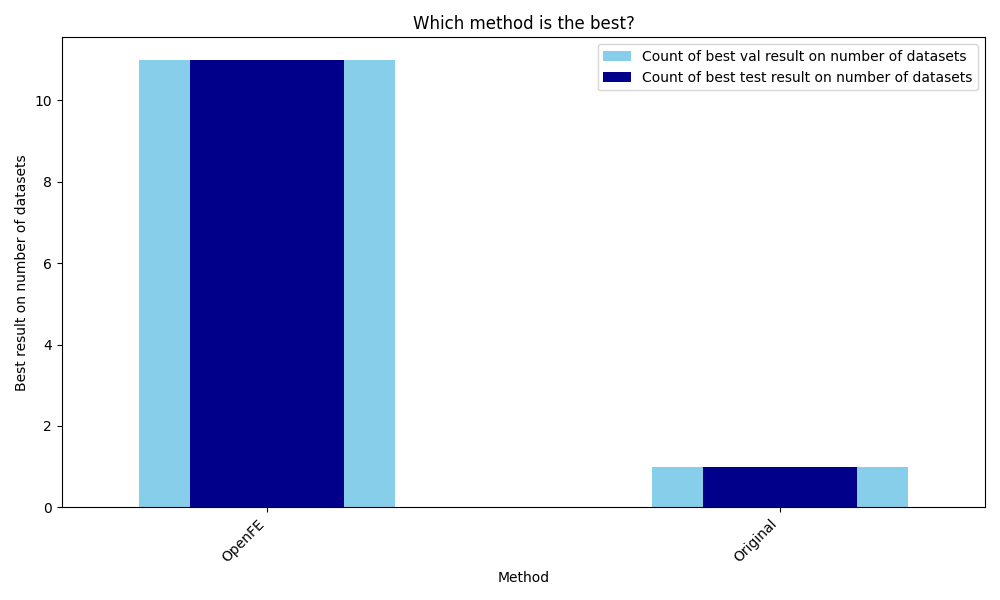 Which method is the best?
Count of best val result on number of datasets
Count of best test result on number of datasets
Best result on number of datasets
10
8
6
4
2
0
OpenFE
Original
Method